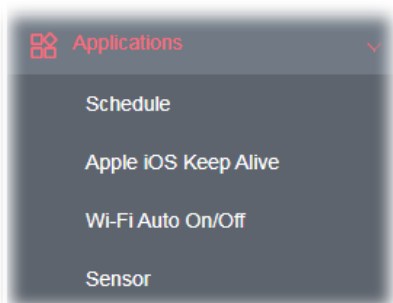 Applications
Schedule
Apple iOS Keep Alive
Wi-Fi Auto On/Off
Sensor